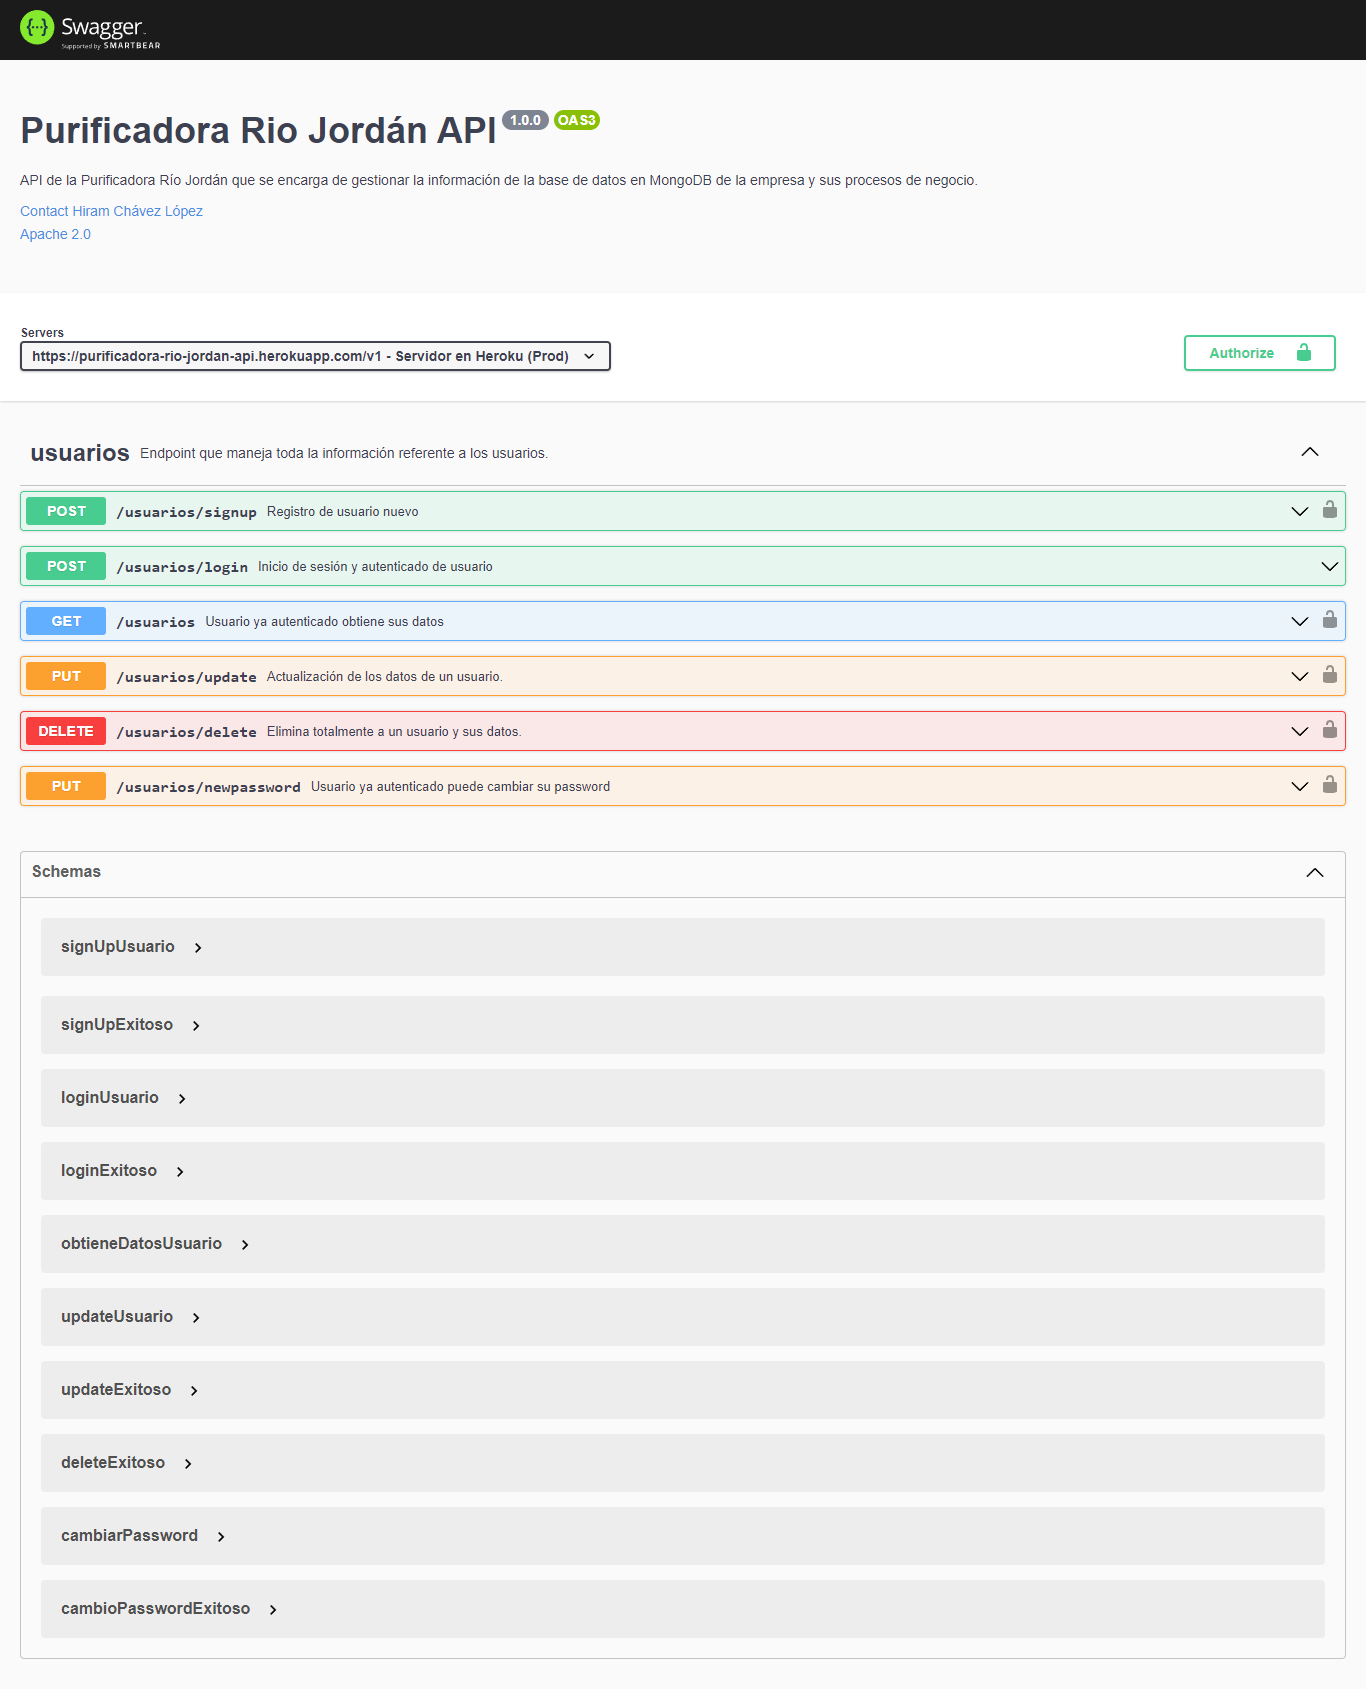 Swagger
Supported by SMARTBEAR
Purificadora Rio Jordán API 1.0.0 OAS3
API de la Purificadora Río Jordán que se encarga de gestionar la información de la base de datos en MongoDB de la empresa y sus procesos de negocio.
Contact Hiram Chávez López
Apache 2.0
Servers
https://purificadora-rio-jordan-api.herokuapp.com/v1 - Servidor en Heroku (Prod)
Authorize
usuarios Endpoint que maneja toda la información referente a los usuarios.
POST /usuarios/signup Registro de usuario nuevo
POST /usuarios/login Inicio de sesión y autenticado de usuario
GET /usuarios Usuario ya autenticado obtiene sus datos
PUT /usuarios/update Actualización de los datos de un usuario.
DELETE /usuarios/delete Elimina totalmente a un usuario y sus datos.
PUT /usuarios/newpassword Usuario ya autenticado puede cambiar su password
Schemas
signUpUsuario
signUpExitoso
loginUsuario
loginExitoso
obtieneDatosUsuario
updateUsuario
updateExitoso
deleteExitoso
cambiarPassword
cambioPasswordExitoso